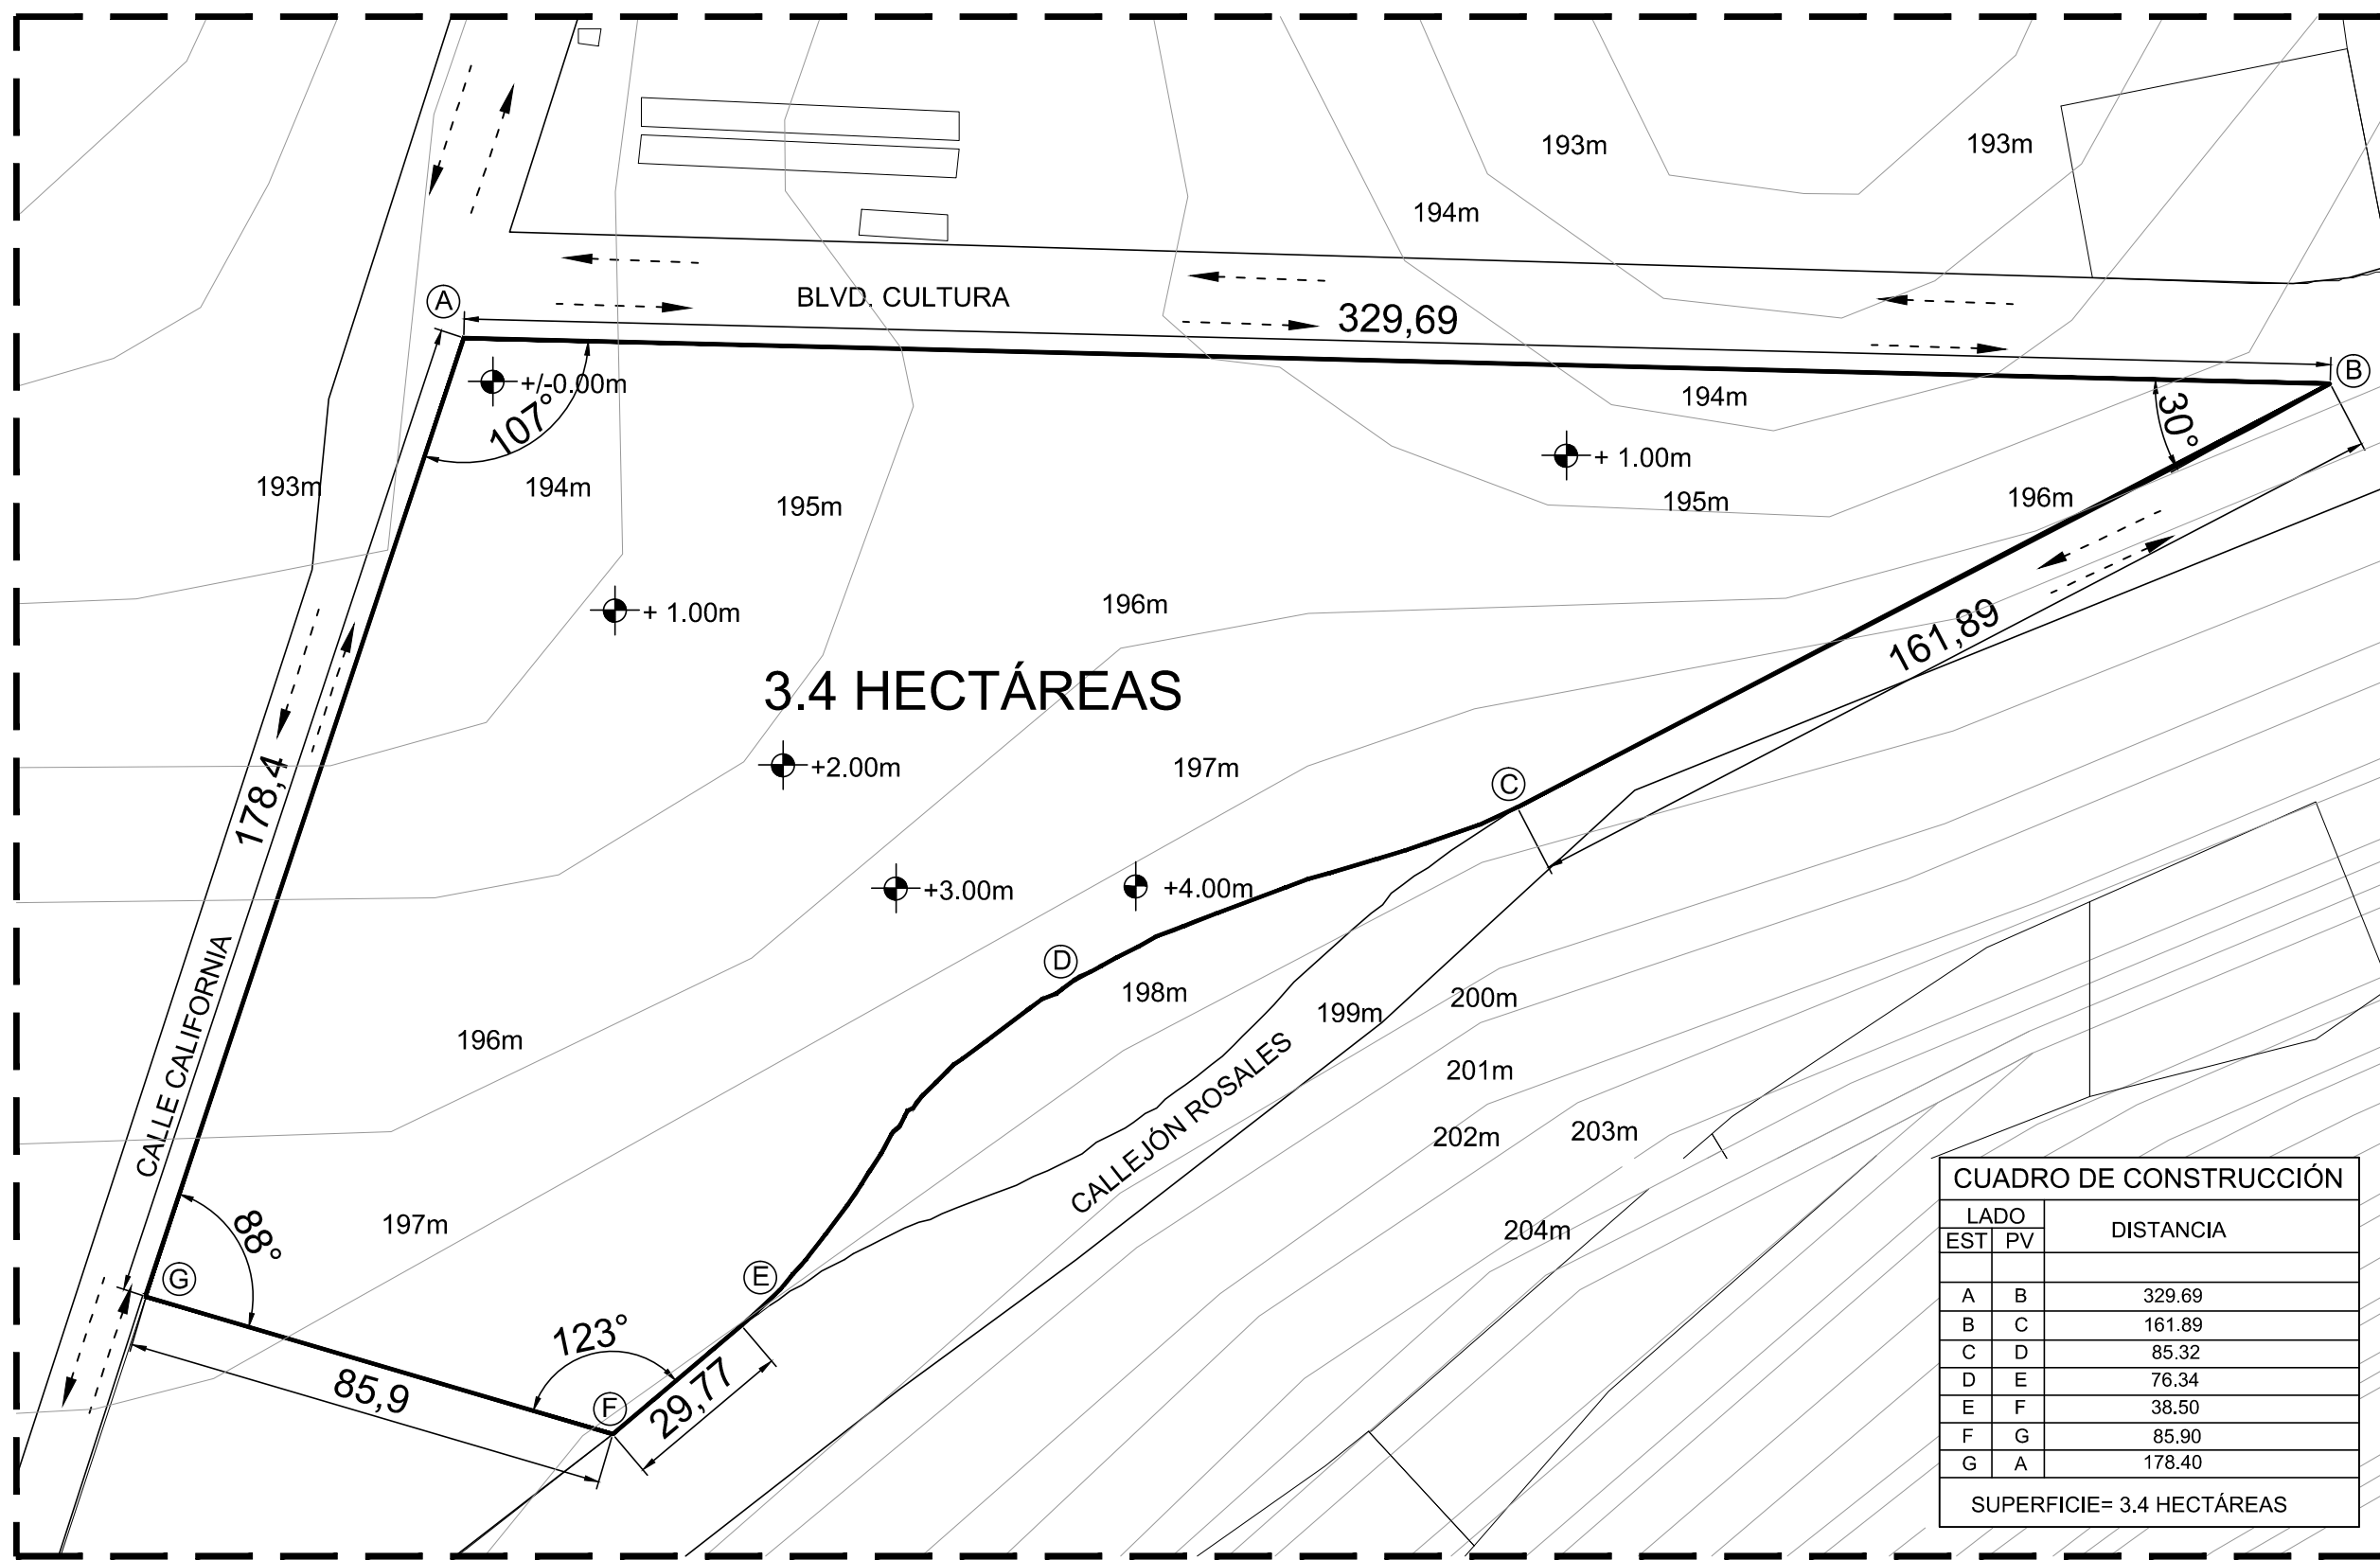 193m
193m
194m
BLVD. CULTURA
329,69
A
B
+/-0.00m
107°
194m
30°
+ 1.00m
193m
194m
195m
195m
196m
+ 1.00m
196m
161,89
3.4 HECTÁREAS
178,4
+2.00m
197m
C
+3.00m
+4.00m
CALLE CALIFORNIA
D
198m
199m
200m
196m
CALLEJÓN ROSALES
201m
202m
203m
197m
88°
204m
G
E
123°
85,9
F
29,77
CUADRO DE CONSTRUCCIÓN
LADO DISTANCIA
EST PV
A B 329.69
B C 161.89
C D 85.32
D E 76.34
E F 38.50
F G 85.90
G A 178.40
SUPERFICIE= 3.4 HECTÁREAS